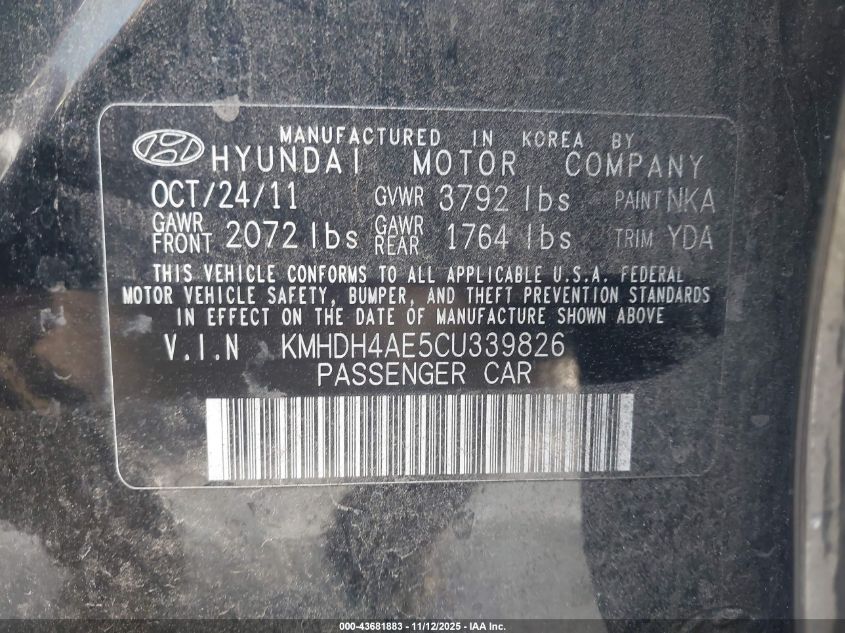 MANUFACTURED IN KOREA BY
HYUNDAI MOTOR COMPANY
OCT/24/11 GVWR 3792 lbs PAINT NKA
GAWR FRONT 2072 lbs GAWR REAR 1764 lbs TRIM YDA
THIS VEHICLE CONFORMS TO ALL APPLICABLE U.S.A. FEDERAL
MOTOR VEHICLE SAFETY, BUMPER, AND THEFT PREVENTION STANDARDS
IN EFFECT ON THE DATE OF MANUFACTURE SHOWN ABOVE
V.I.N KMHDH4AE5CU339826
PASSENGER CAR
000-43681883 - 11/12/2025 - IAA Inc.